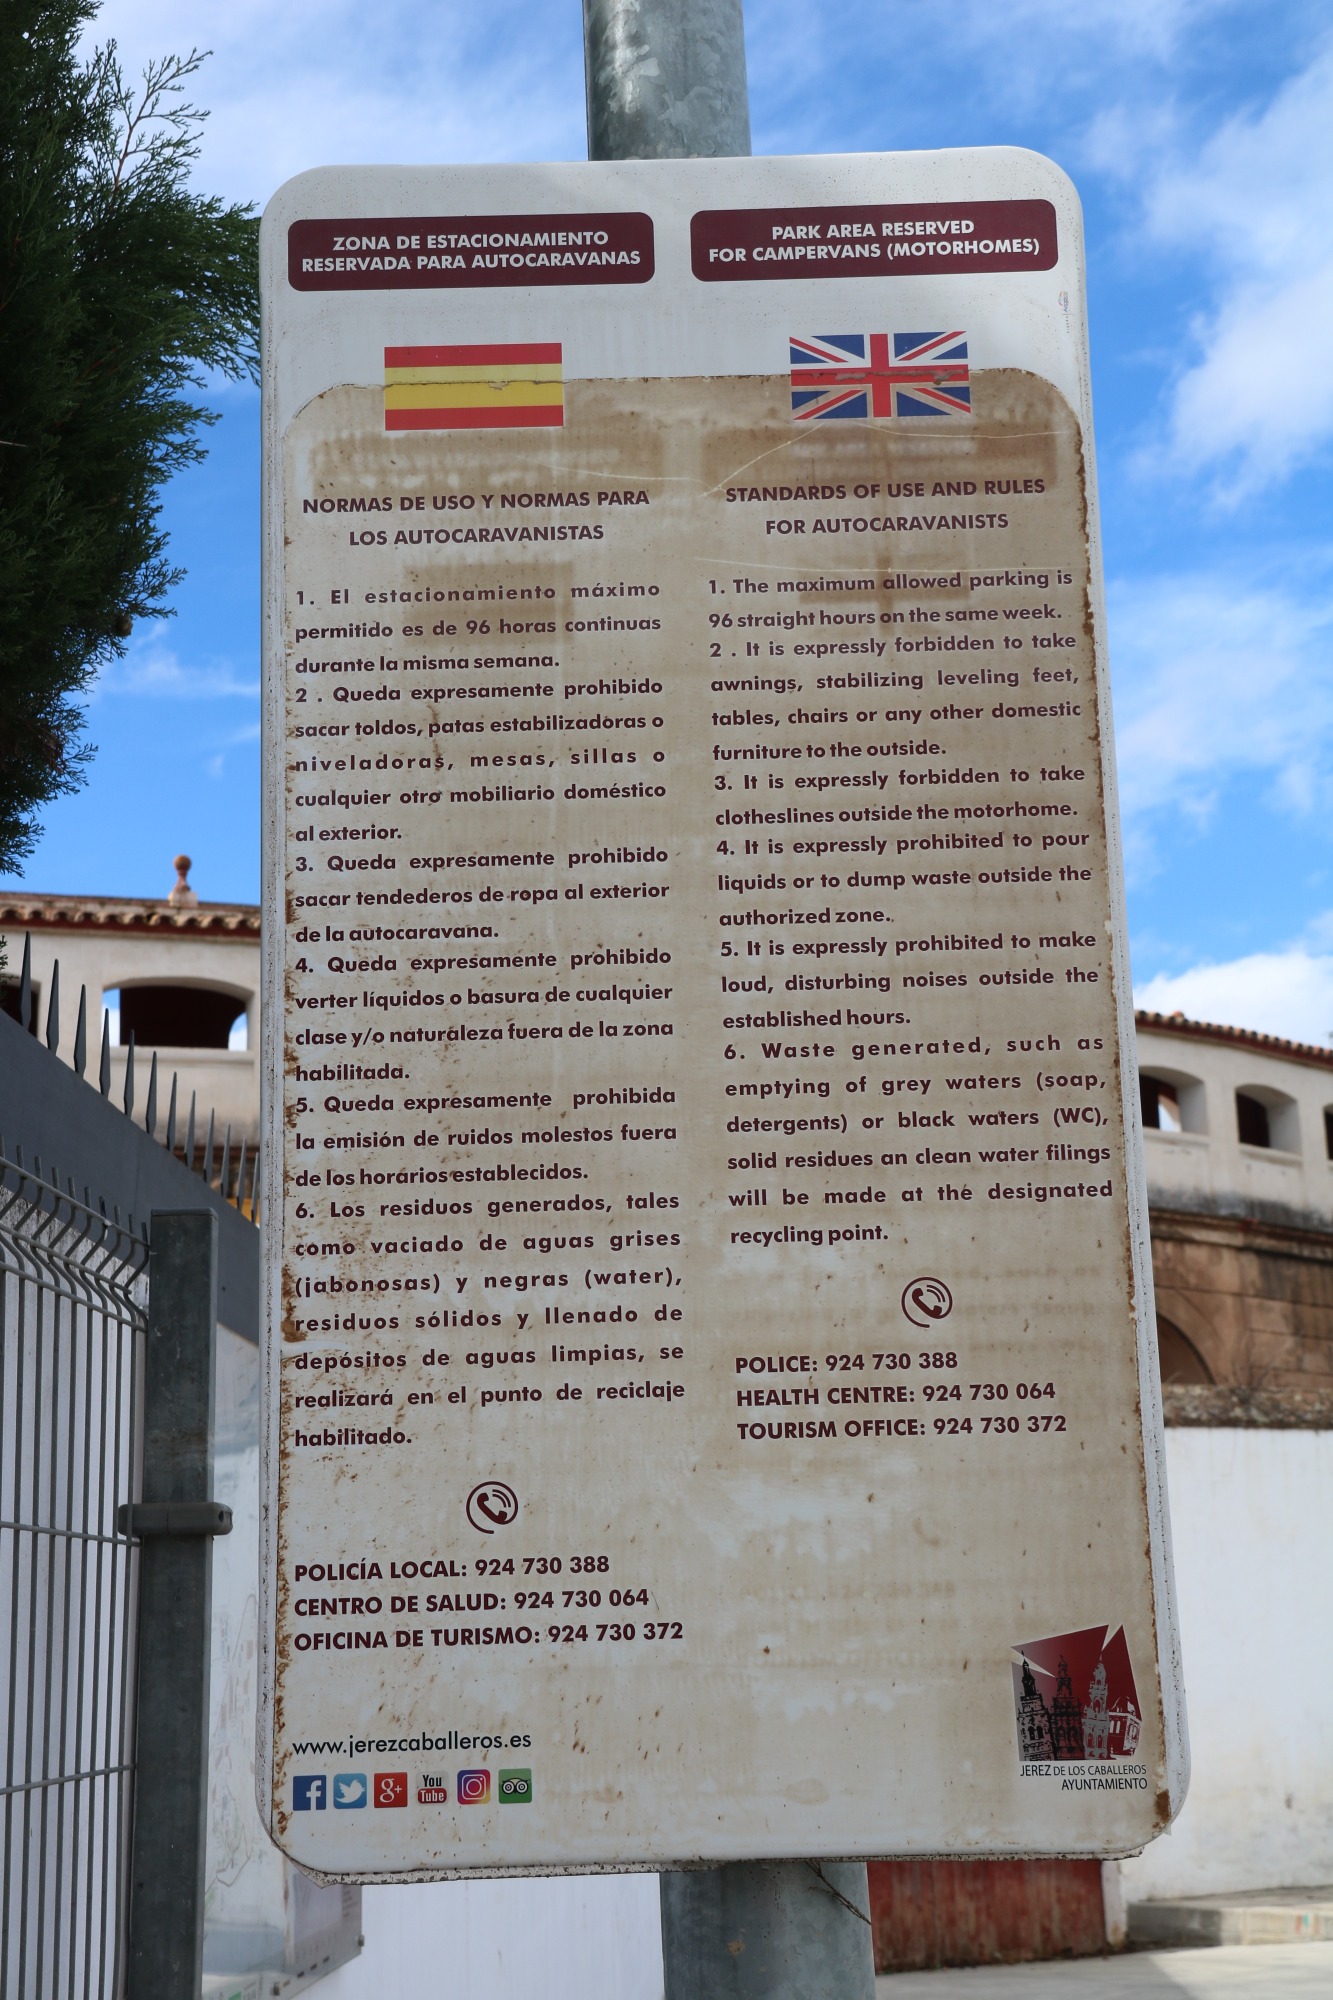 ZONA DE ESTACIONAMIENTO
RESERVADA PARA AUTOCARAVANAS
NORMAS DE USO Y NORMAS PARA
LOS AUTOCARAVANISTAS
1. El estacionamiento máximo
permitido es de 96 horas continuas
durante la misma semana.
2 . Queda expresamente prohibido
sacar toldos, patas estabilizadoras o
niveladoras, mesas, sillas o
cualquier otro mobiliario doméstico
al exterior.
3. Queda expresamente prohibido
sacar tendederos de ropa al exterior
de la autocaravana.
4. Queda expresamente prohibido
verter líquidos o basura de cualquier
clase y/o naturaleza fuera de la zona
habilitada.
5. Queda expresamente prohibida
la emisión de ruidos molestos fuera
de los horarios establecidos.
6. Los residuos generados, tales
como vaciado de aguas grises
(jabonosas) y negras (water),
residuos sólidos y llenado de
depósitos de aguas limpias, se
realizará en el punto de reciclaje
habilitado.
POLICÍA LOCAL: 924 730 388
CENTRO DE SALUD: 924 730 064
OFICINA DE TURISMO: 924 730 372
www.jerezcaballeros.es
f
g+
You
Tube
PARK AREA RESERVED
FOR CAMPERVANS (MOTORHOMES)
STANDARDS OF USE AND RULES
FOR AUTOCARAVANISTS
1. The maximum allowed parking is
96 straight hours on the same week.
2 . It is expressly forbidden to take
awnings, stabilizing leveling feet,
tables, chairs or any other domestic
furniture to the outside.
3. It is expressly forbidden to take
clotheslines outside the motorhome.
4. It is expressly prohibited to pour
liquids or to dump waste outside the
authorized zone..
5. It is expressly prohibited to make
loud, disturbing noises outside the
established hours.
6. Waste generated, such as
emptying of grey waters (soap,
detergents) or black waters (WC),
solid residues an clean water filings
will be made at the designated
recycling point.
POLICE: 924 730 388
HEALTH CENTRE: 924 730 064
TOURISM OFFICE: 924 730 372
JEREZ DE LOS CABALLEROS
AYUNTAMIENTO